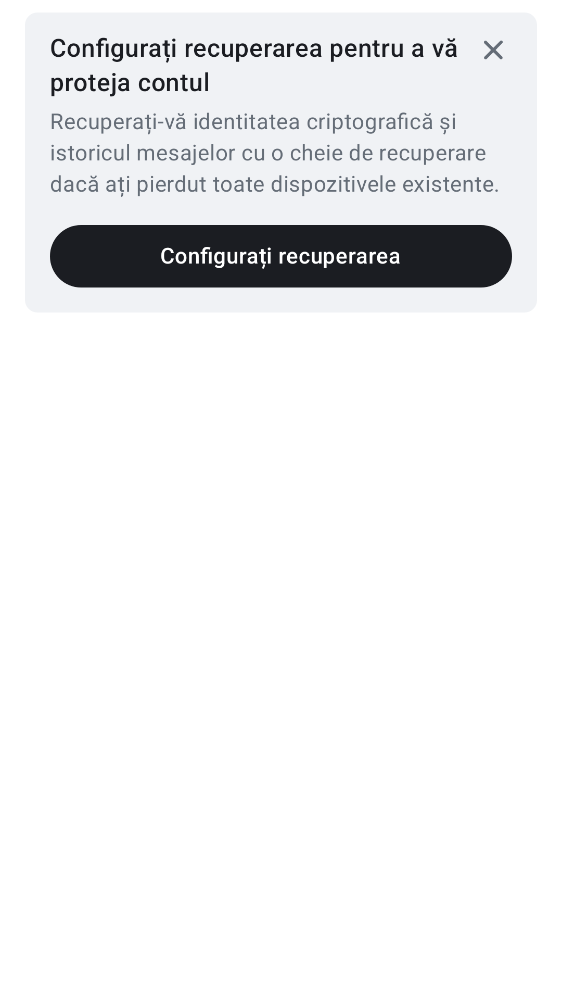 Configurați recuperarea pentru a vă
proteja contul
Recuperați-vă identitatea criptografică și
istoricul mesajelor cu o cheie de recuperare
dacă ați pierdut toate dispozitivele existente.
Configurați recuperarea